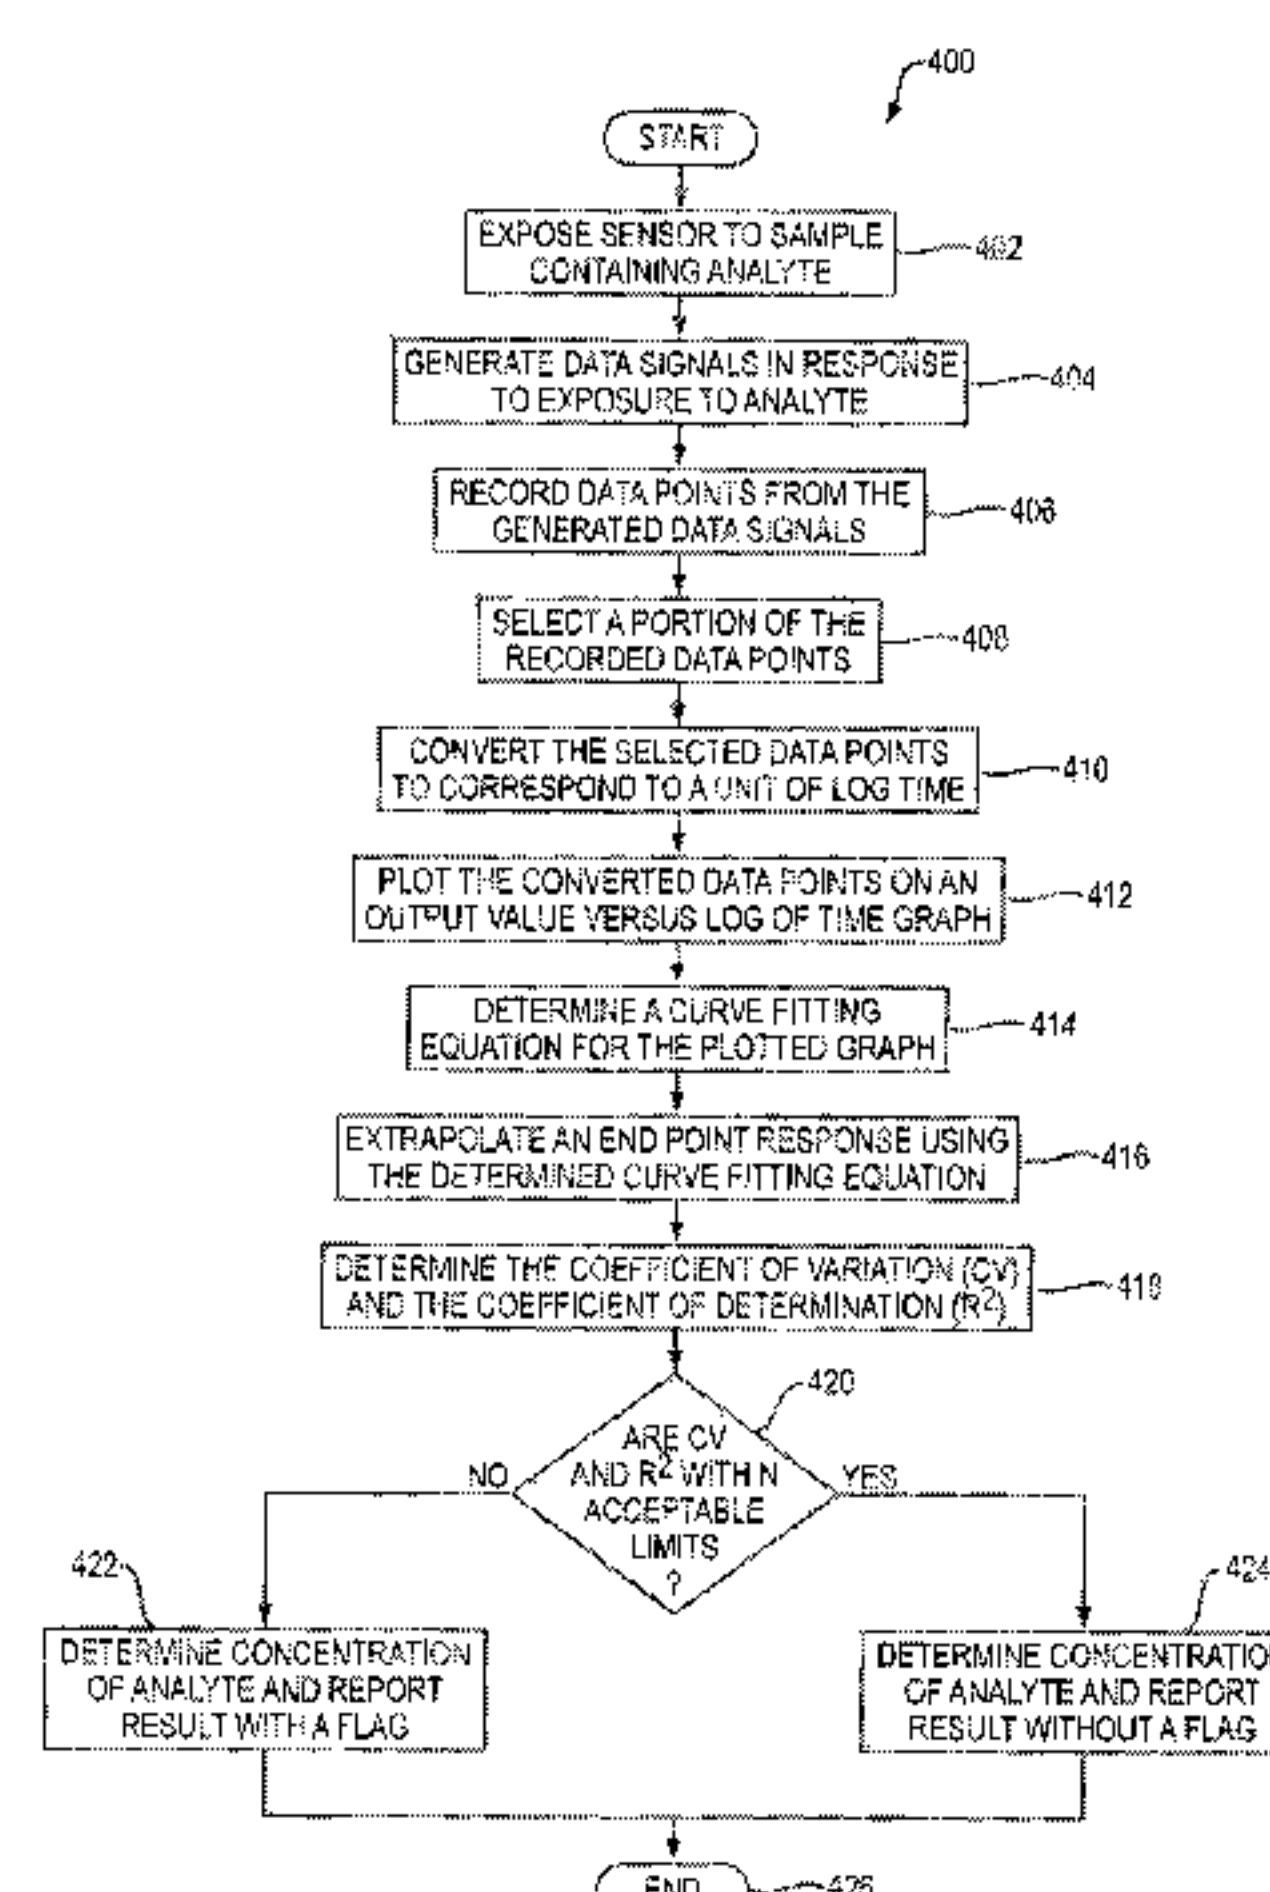 400
START
EXPOSE SENSOR TO SAMPLE
CONTAINING ANALYTE
402
GENERATE DATA SIGNALS IN RESPONSE
TO EXPOSURE TO ANALYTE
404
RECORD DATA POINTS FROM THE
GENERATED DATA SIGNALS
406
SELECT A PORTION OF THE
RECORDED DATA POINTS
408
CONVERT THE SELECTED DATA POINTS
TO CORRESPOND TO A UNIT OF LOG TIME
410
PLOT THE CONVERTED DATA POINTS ON AN
OUTPUT VALUE VERSUS LOG OF TIME GRAPH
412
DETERMINE A CURVE FITTING
EQUATION FOR THE PLOTTED GRAPH
414
EXTRAPOLATE AN END POINT RESPONSE USING
THE DETERMINED CURVE FITTING EQUATION
416
DETERMINE THE COEFFICIENT OF VARIATION (CV)
AND THE COEFFICIENT OF DETERMINATION (R²)
418
420
ARE CV
AND R² WITHIN
ACCEPTABLE
LIMITS
?
NO
YES
422
DETERMINE CONCENTRATION
OF ANALYTE AND REPORT
RESULT WITH A FLAG
424
DETERMINE CONCENTRATIO
OF ANALYTE AND REPORT
RESULT WITHOUT A FLAG
END
426